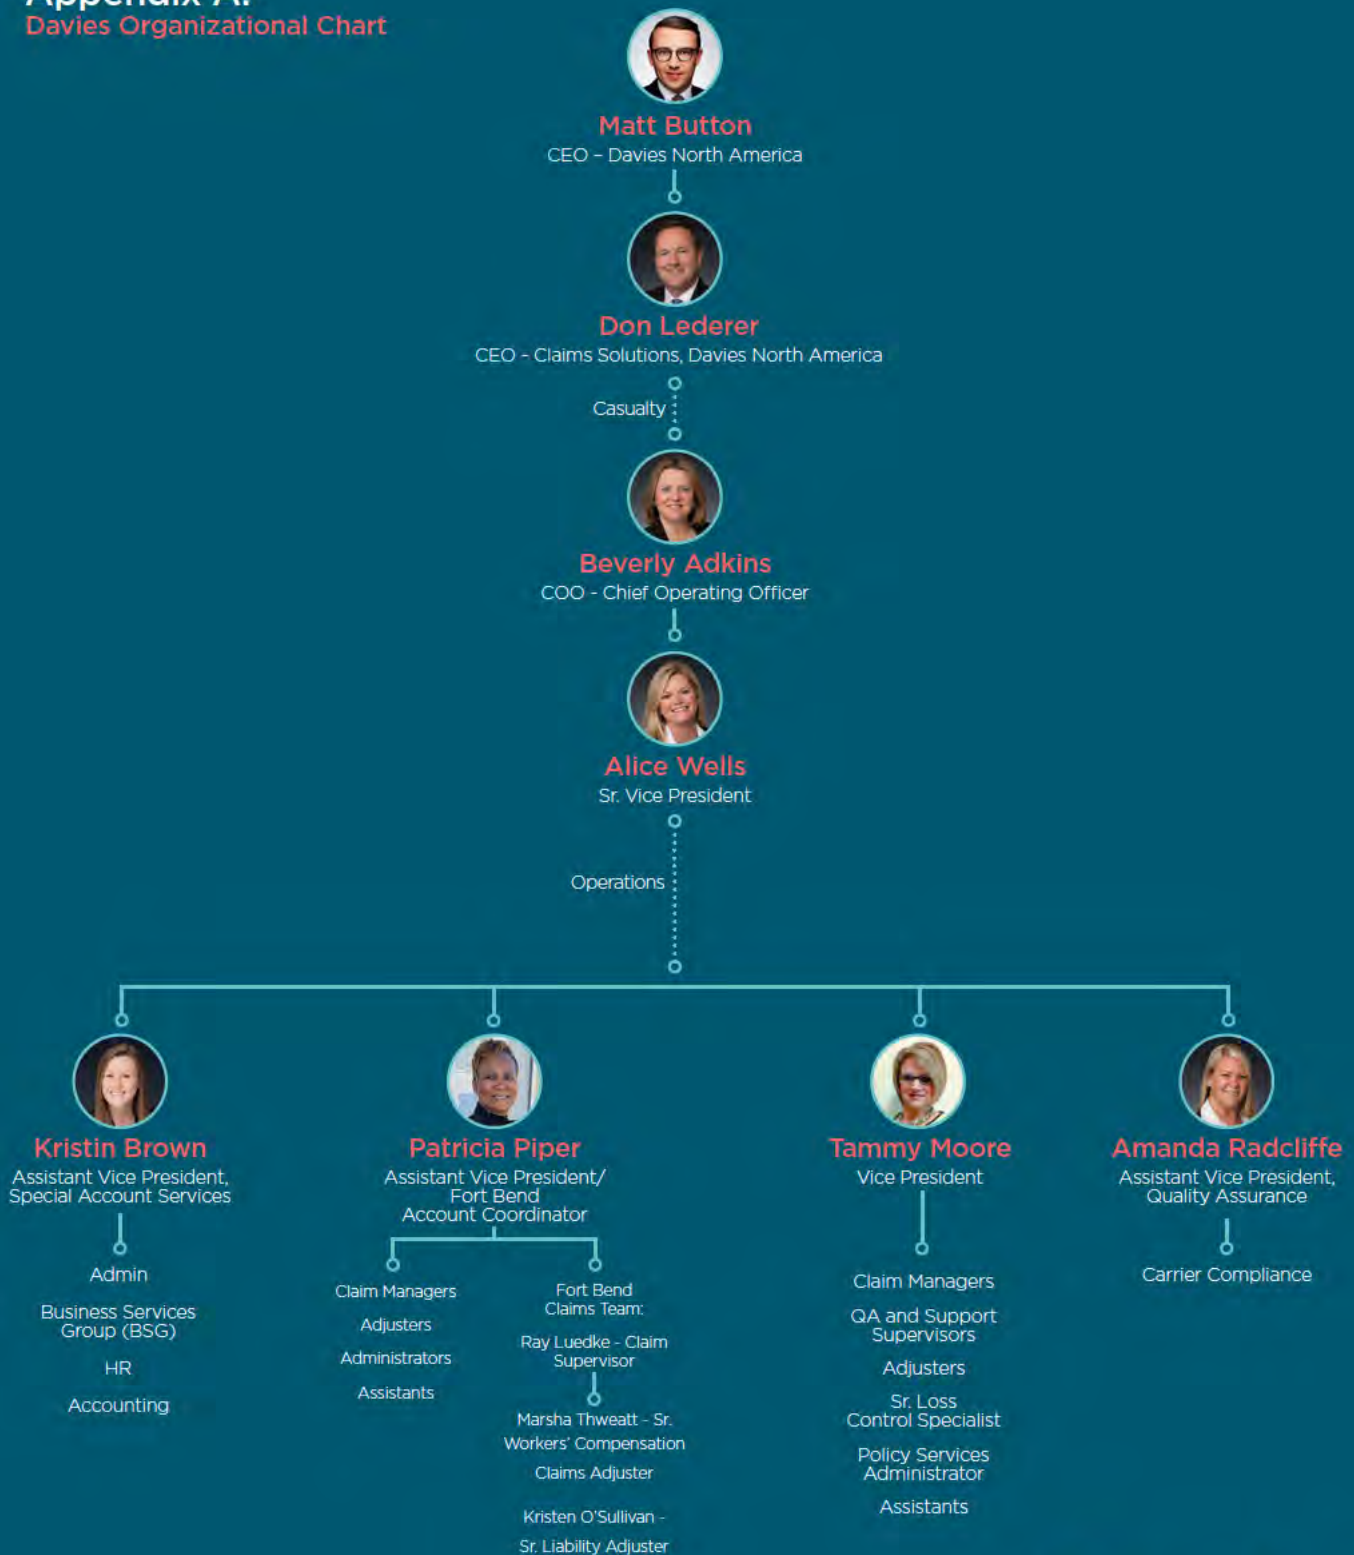 Appendix A:
Davies Organizational Chart
Matt Button
CEO – Davies North America
Don Lederer
CEO - Claims Solutions, Davies North America
Casualty
Beverly Adkins
COO - Chief Operating Officer
Alice Wells
Sr. Vice President
Operations
Kristin Brown
Assistant Vice President,
Special Account Services
Admin
Business Services
Group (BSG)
HR
Accounting
Patricia Piper
Assistant Vice President/
Fort Bend
Account Coordinator
Claim Managers
Adjusters
Administrators
Assistants
Fort Bend
Claims Team:
Ray Luedke - Claim
Supervisor
Marsha Thweatt - Sr.
Workers' Compensation
Claims Adjuster
Kristen O'Sullivan -
Sr. Liability Adjuster
Tammy Moore
Vice President
Claim Managers
QA and Support
Supervisors
Adjusters
Sr. Loss
Control Specialist
Policy Services
Administrator
Assistants
Amanda Radcliffe
Assistant Vice President,
Quality Assurance
Carrier Compliance